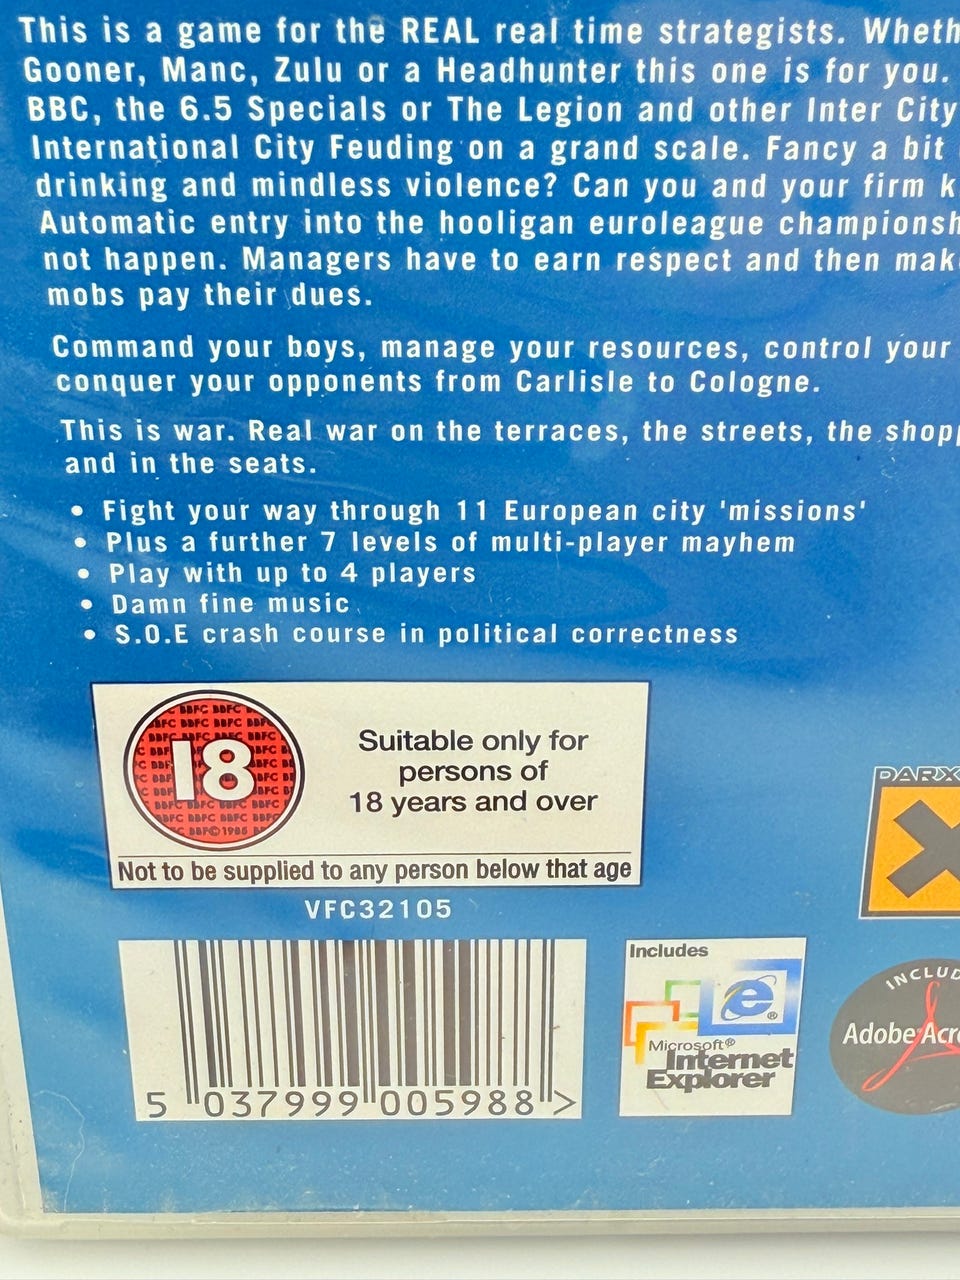 This is a game for the REAL real time strategists. Wheth
Gooner, Manc, Zulu or a Headhunter this one is for you.
BBC, the 6.5 Specials or The Legion and other Inter City
International City Feuding on a grand scale. Fancy a bit
drinking and mindless violence? Can you and your firm k
Automatic entry into the hooligan euroleague championsh
not happen. Managers have to earn respect and then make
mobs pay their dues.
Command your boys, manage your resources, control your
conquer your opponents from Carlisle to Cologne.
This is war. Real war on the terraces, the streets, the shopp
and in the seats.
• Fight your way through 11 European city 'missions'
• Plus a further 7 levels of multi-player mayhem
• Play with up to 4 players
• Damn fine music
• S.O.E crash course in political correctness
18
BBFC © 1985
Suitable only for
persons of
18 years and over
Not to be supplied to any person below that age
VFC32105
5 037999 005988 >
Includes
Microsoft®
Internet
Explorer
DARX
INCLUD
Adobe Acro